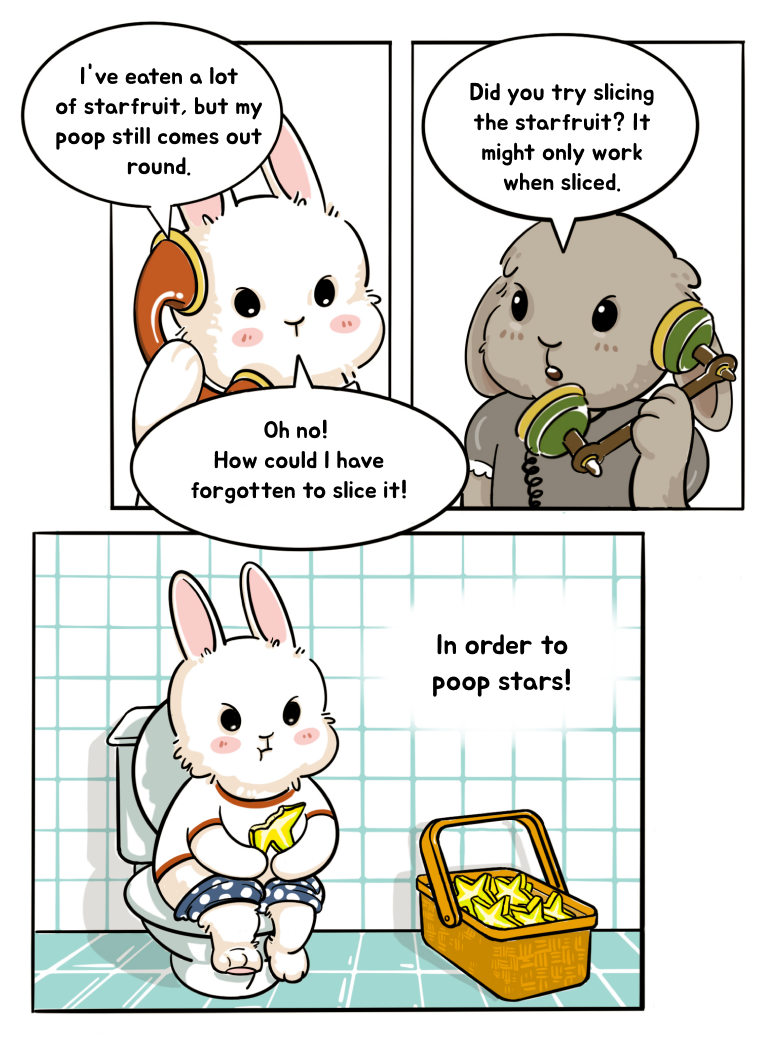 I've eaten a lot
of starfruit, but my
poop still comes out
round.
Did you try slicing
the starfruit? It
might only work
when sliced.
Oh no!
How could I have
forgotten to slice it!
In order to
poop stars!